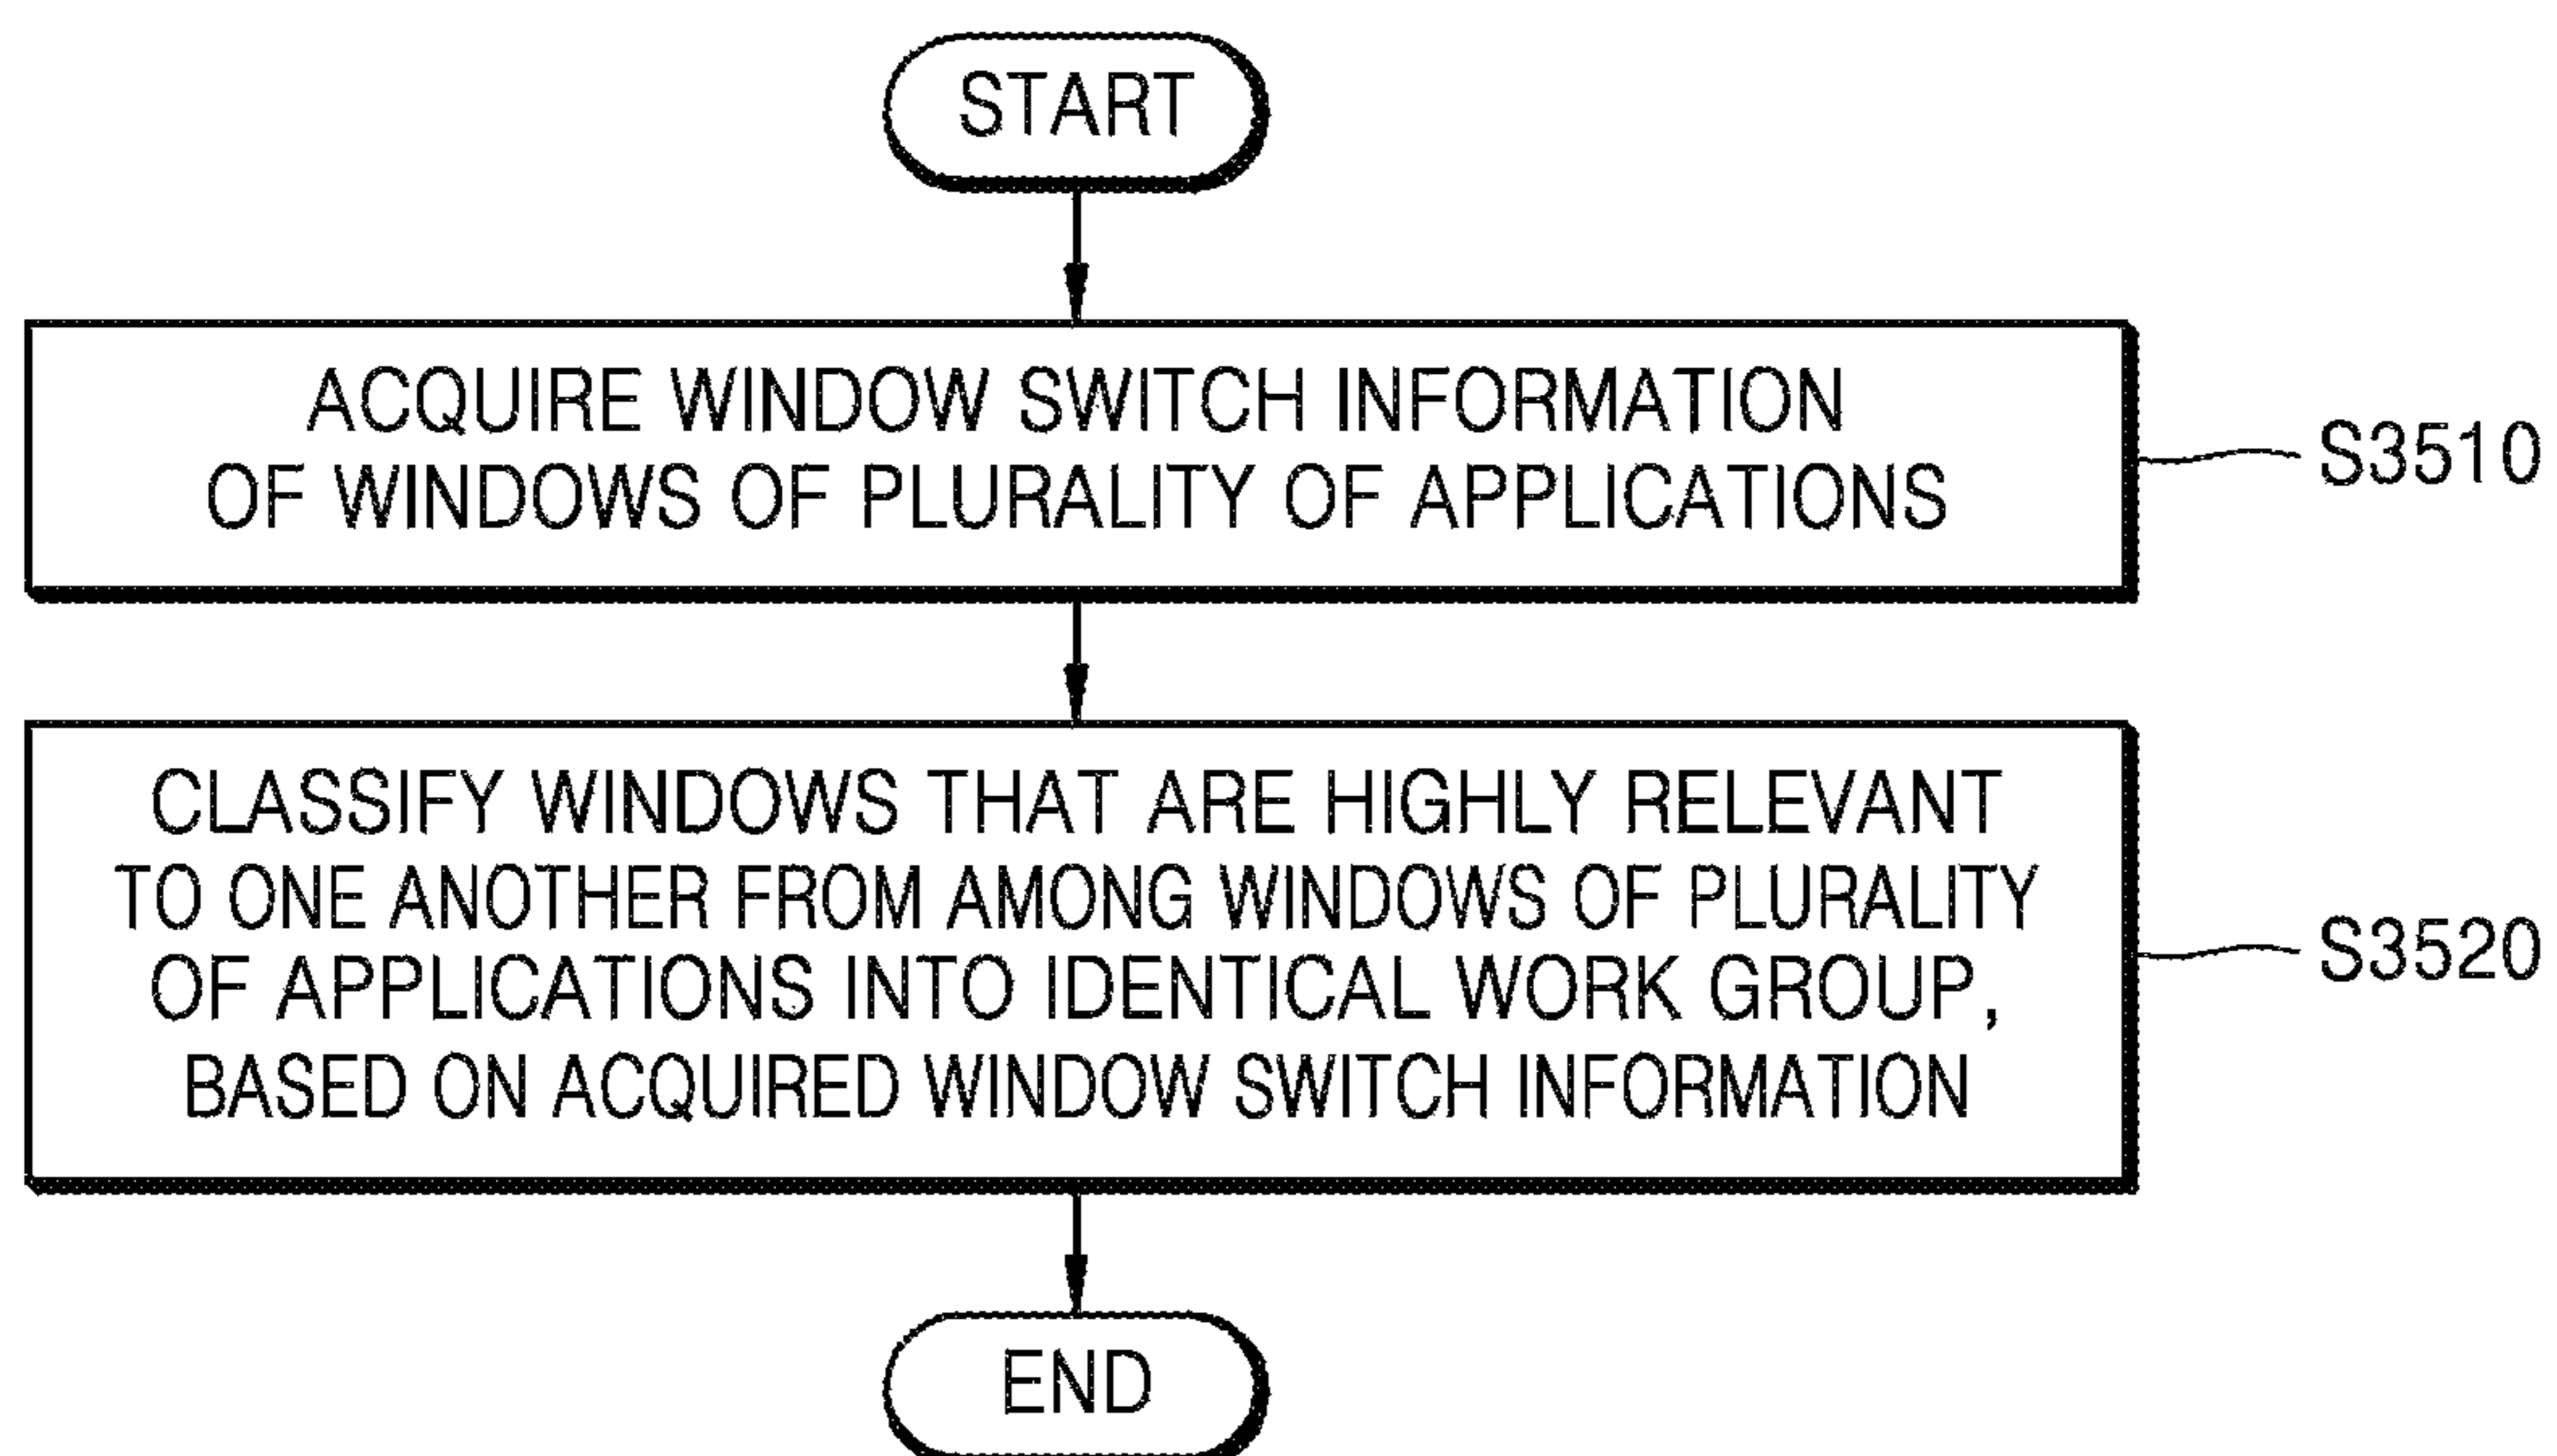 START
ACQUIRE WINDOW SWITCH INFORMATION
OF WINDOWS OF PLURALITY OF APPLICATIONS
S3510
CLASSIFY WINDOWS THAT ARE HIGHLY RELEVANT
TO ONE ANOTHER FROM AMONG WINDOWS OF PLURALITY
OF APPLICATIONS INTO IDENTICAL WORK GROUP,
BASED ON ACQUIRED WINDOW SWITCH INFORMATION
S3520
END